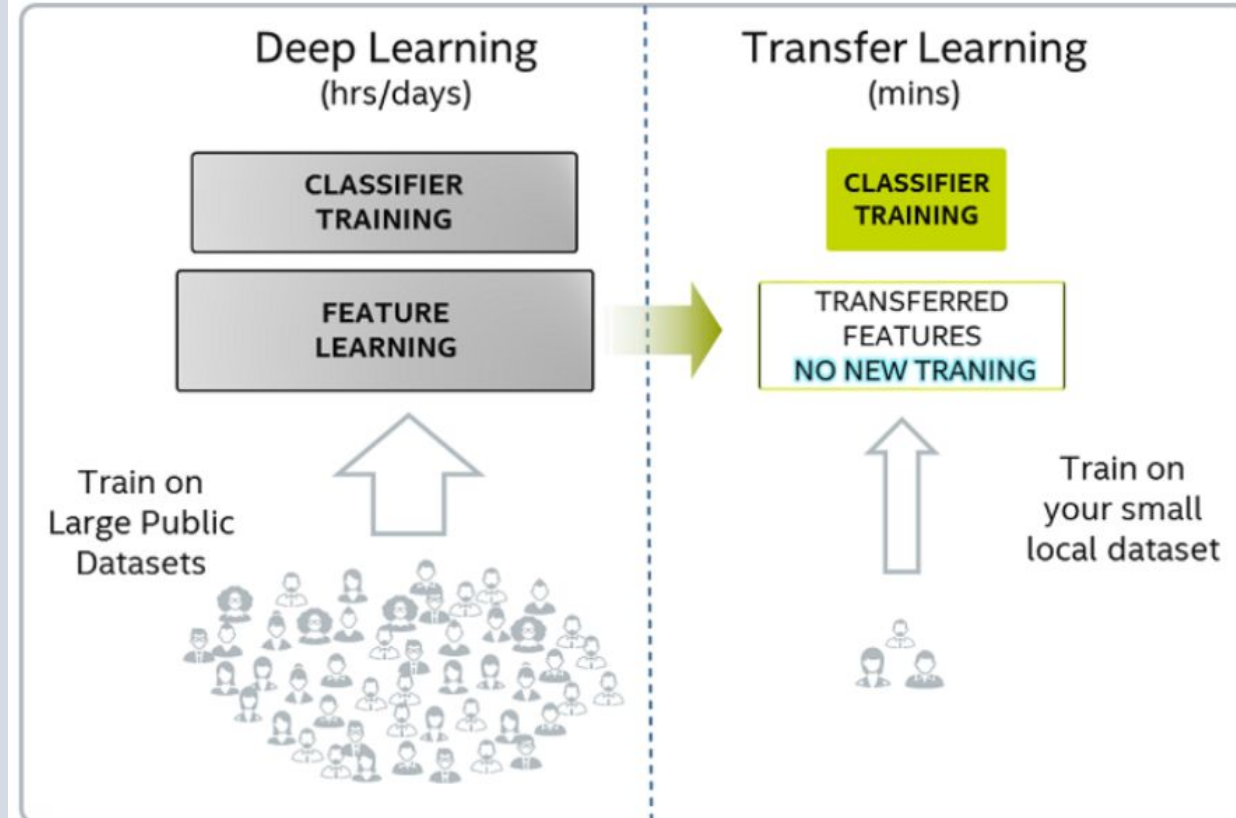 Deep Learning
(hrs/days)
CLASSIFIER
TRAINING
FEATURE
LEARNING
Train on
Large Public
Datasets
Transfer Learning
(mins)
CLASSIFIER
TRAINING
TRANSFERRED
FEATURES
NO NEW TRANING
Train on
your small
local dataset